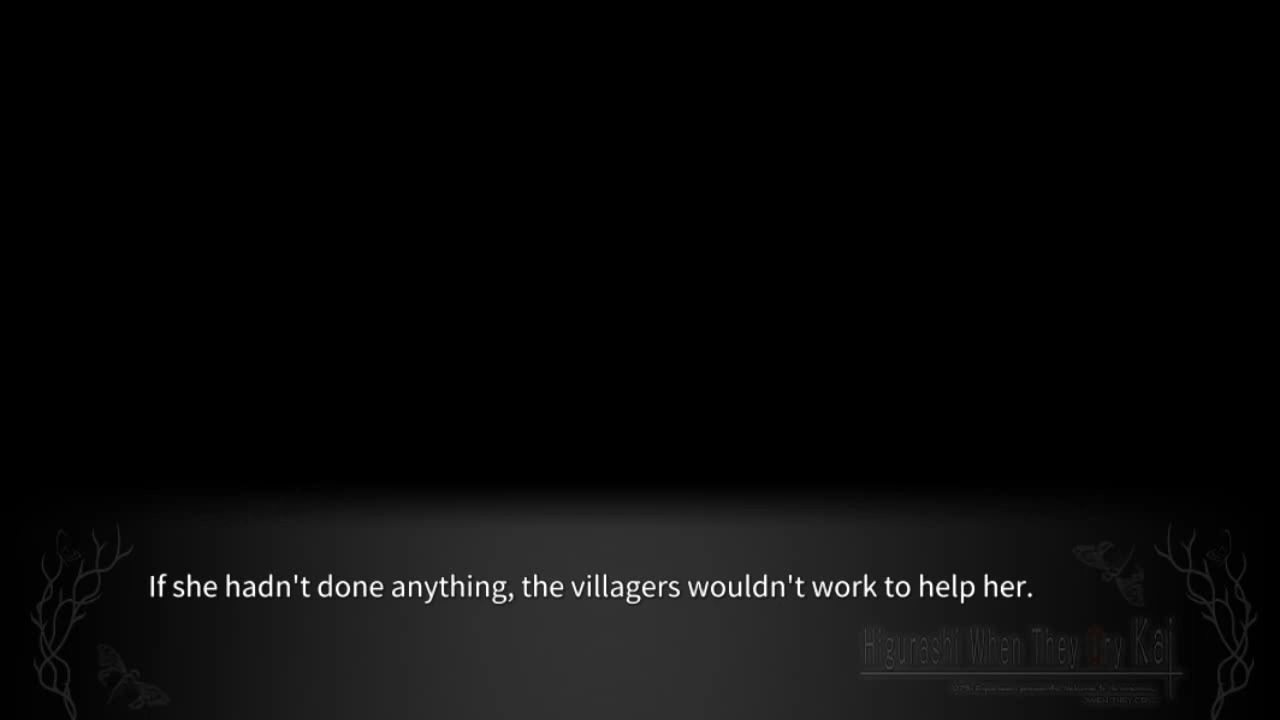 If she hadn't done anything, the villagers wouldn't work to help her.
Higurashi When They Cry Kai